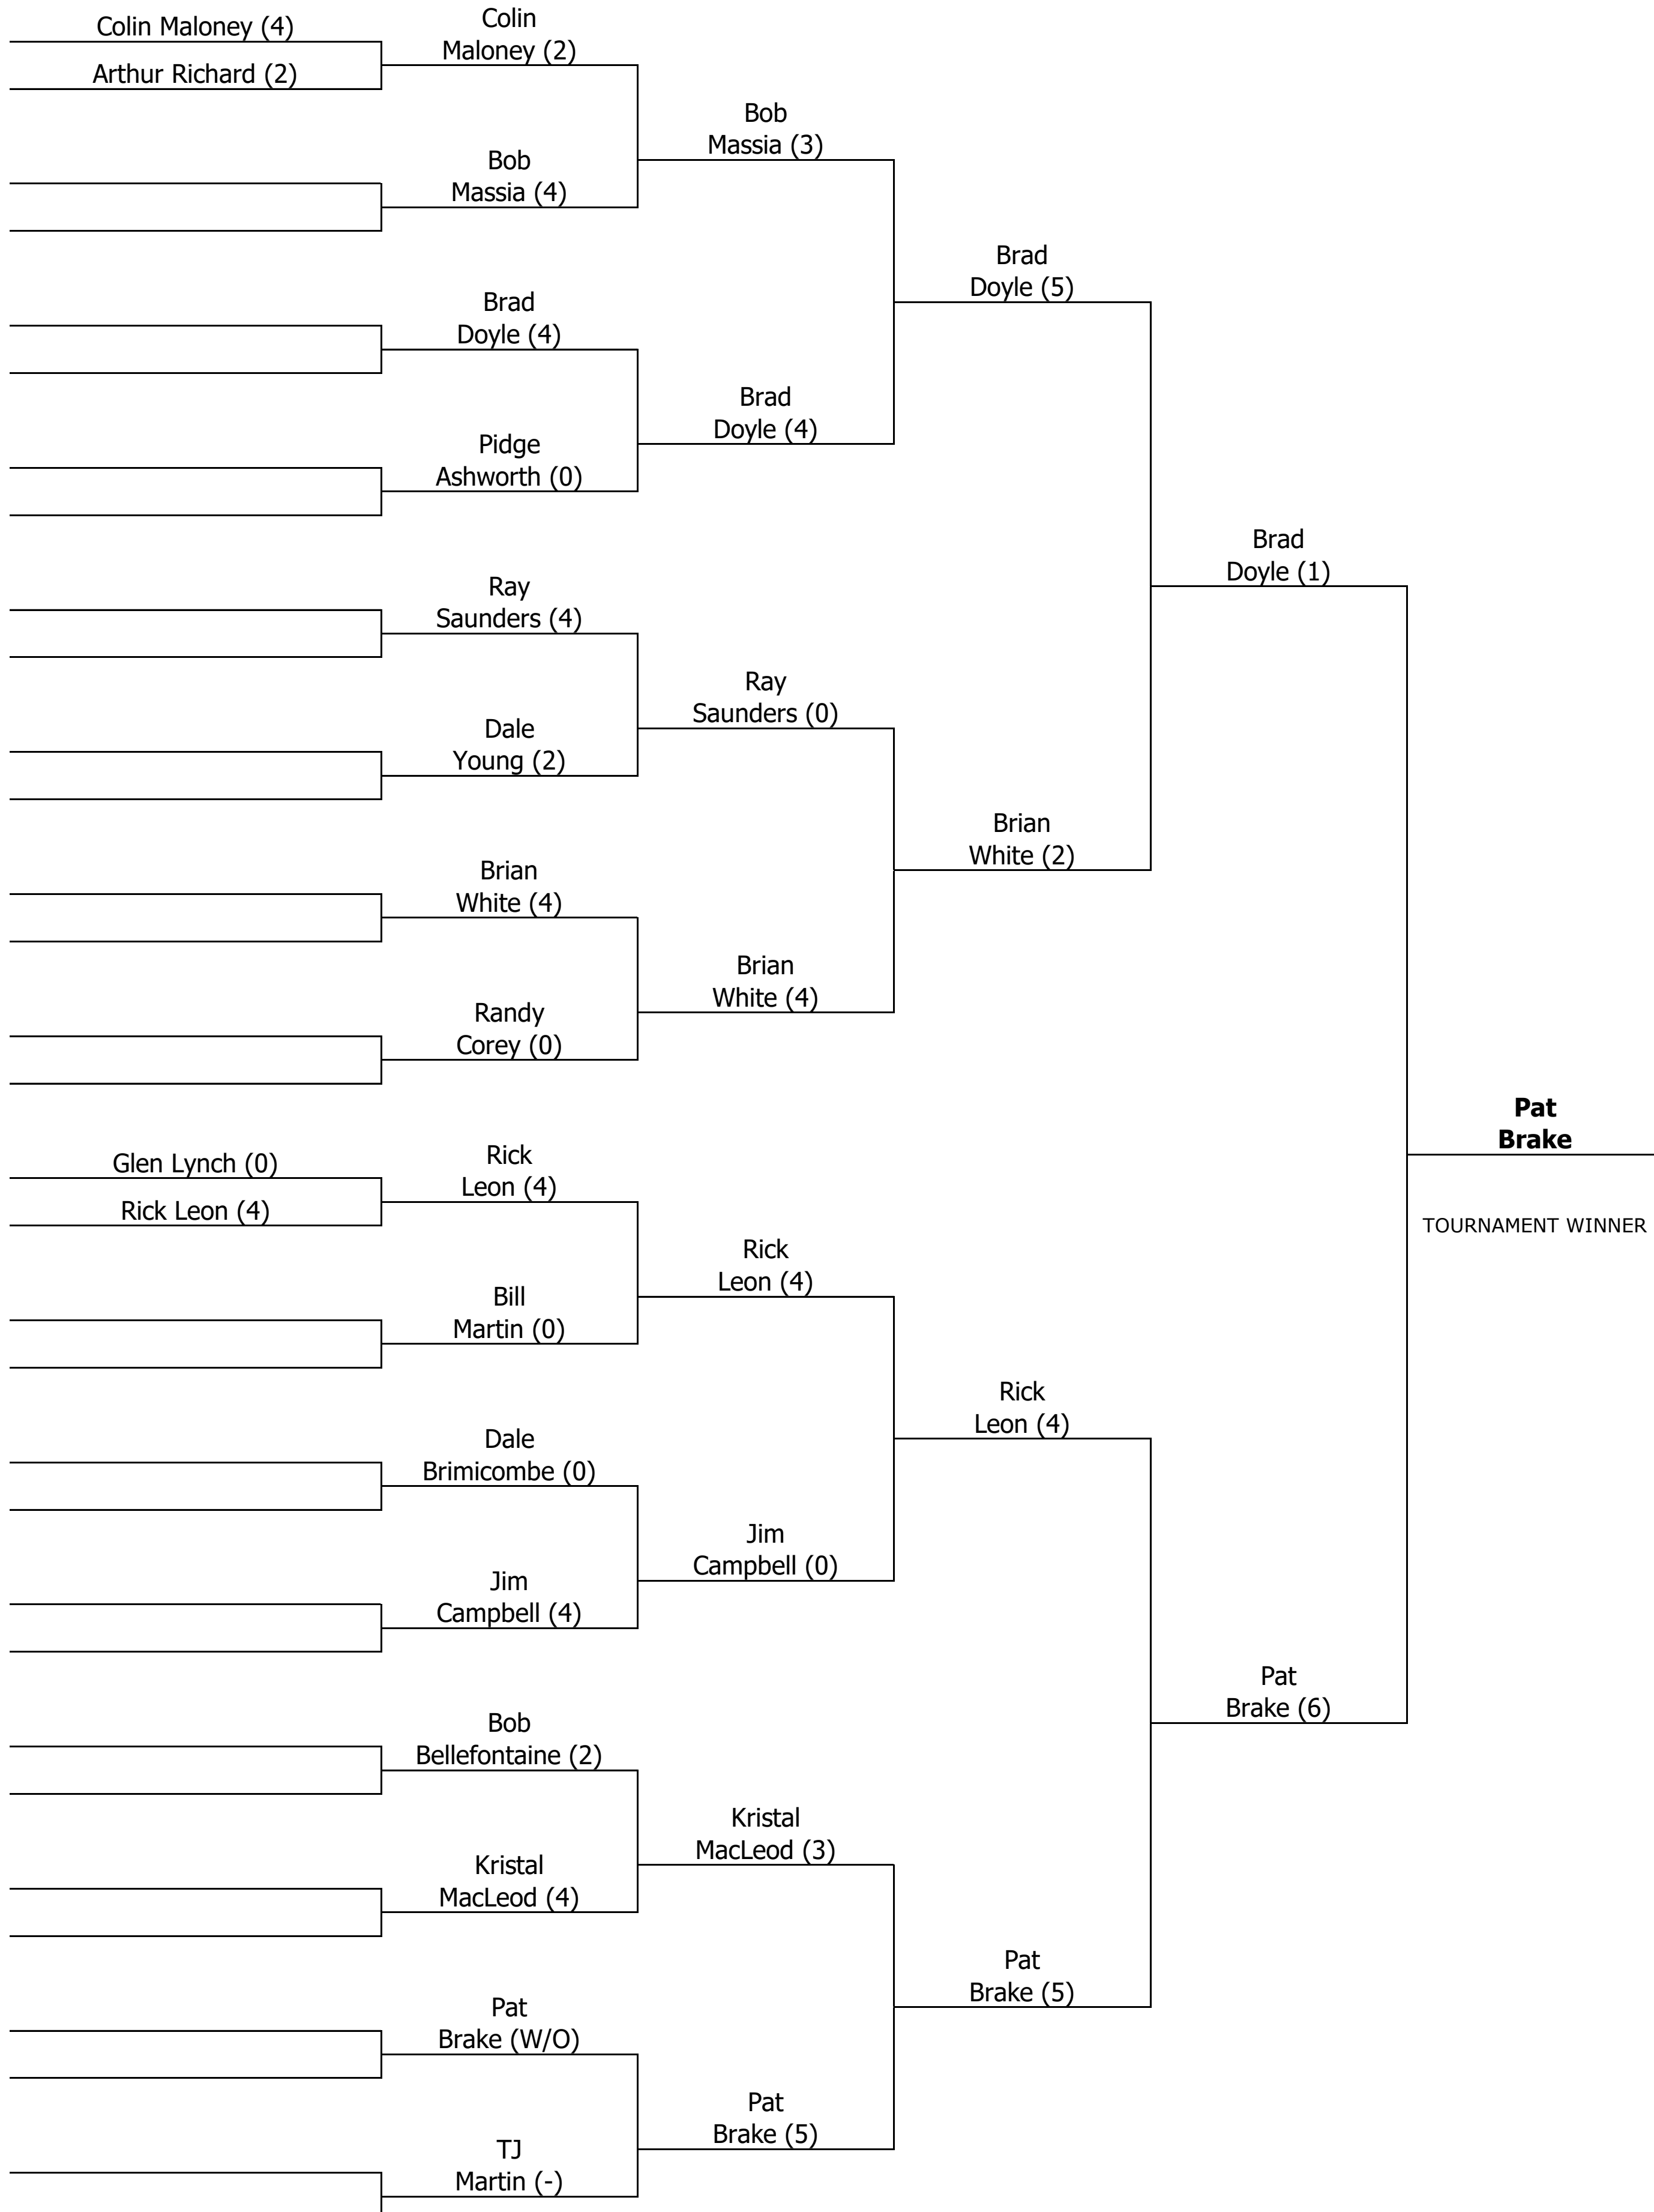 Colin Maloney (4)
Arthur Richard (2)
Colin
Maloney (2)
Bob
Massia (4)
Bob
Massia (3)
Brad
Doyle (4)
Pidge
Ashworth (0)
Brad
Doyle (4)
Brad
Doyle (5)
Ray
Saunders (4)
Dale
Young (2)
Ray
Saunders (0)
Brian
White (4)
Randy
Corey (0)
Brian
White (4)
Brian
White (2)
Brad
Doyle (1)
Glen Lynch (0)
Rick Leon (4)
Rick
Leon (4)
Bill
Martin (0)
Rick
Leon (4)
Dale
Brimicombe (0)
Jim
Campbell (4)
Jim
Campbell (0)
Rick
Leon (4)
Bob
Bellefontaine (2)
Kristal
MacLeod (4)
Kristal
MacLeod (3)
Pat
Brake (W/O)
TJ
Martin (-)
Pat
Brake (5)
Pat
Brake (5)
Pat
Brake (6)
Pat
Brake
TOURNAMENT WINNER